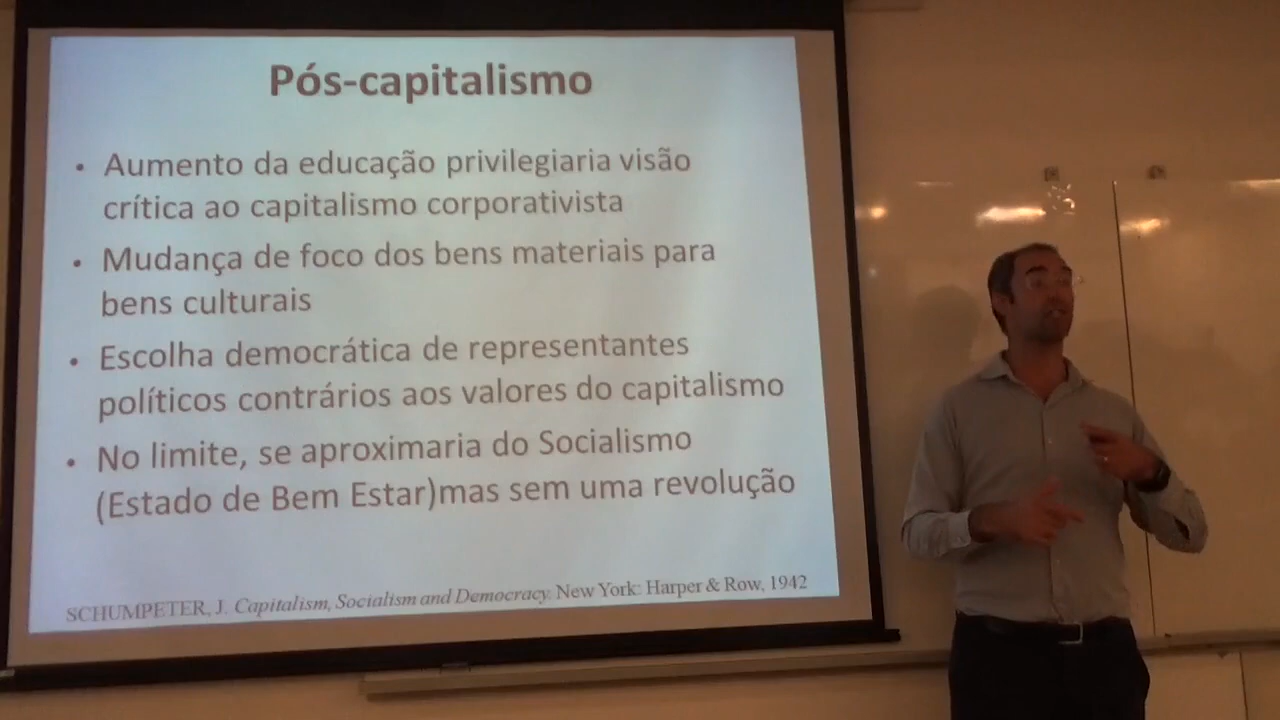 Pós-capitalismo
• Aumento da educação privilegiaria visão
crítica ao capitalismo corporativista
• Mudança de foco dos bens materiais para
bens culturais
• Escolha democrática de representantes
políticos contrários aos valores do capitalismo
• No limite, se aproximaria do Socialismo
(Estado de Bem Estar)mas sem uma revolução
SCHUMPETER, J. Capitalism, Socialism and Democracy. New York: Harper & Row, 1942